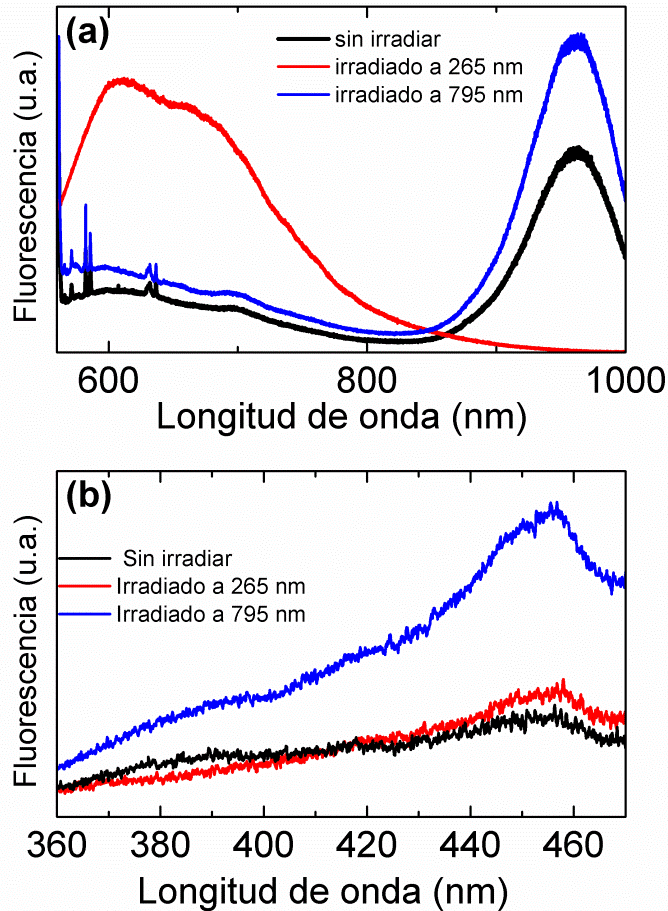 (a)
sin irradiar
irradiado a 265 nm
irradiado a 795 nm
Fluorescencia (u.a.)
600 800 1000
Longitud de onda (nm)
(b)
Sin irradiar
Irradiado a 265 nm
Irradiado a 795 nm
Fluorescencia (u.a.)
360 380 400 420 440 460
Longitud de onda (nm)